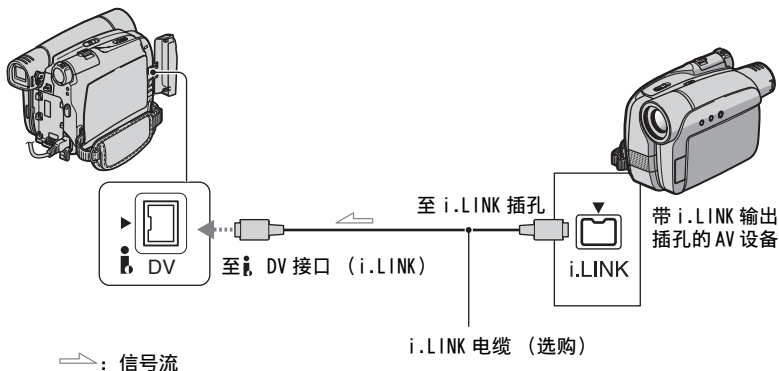 至 i.LINK 插孔
带 i.LINK 输出
插孔的 AV 设备
DV
至 i DV 接口 （i.LINK）
i.LINK
i.LINK 电缆 （选购）
：信号流